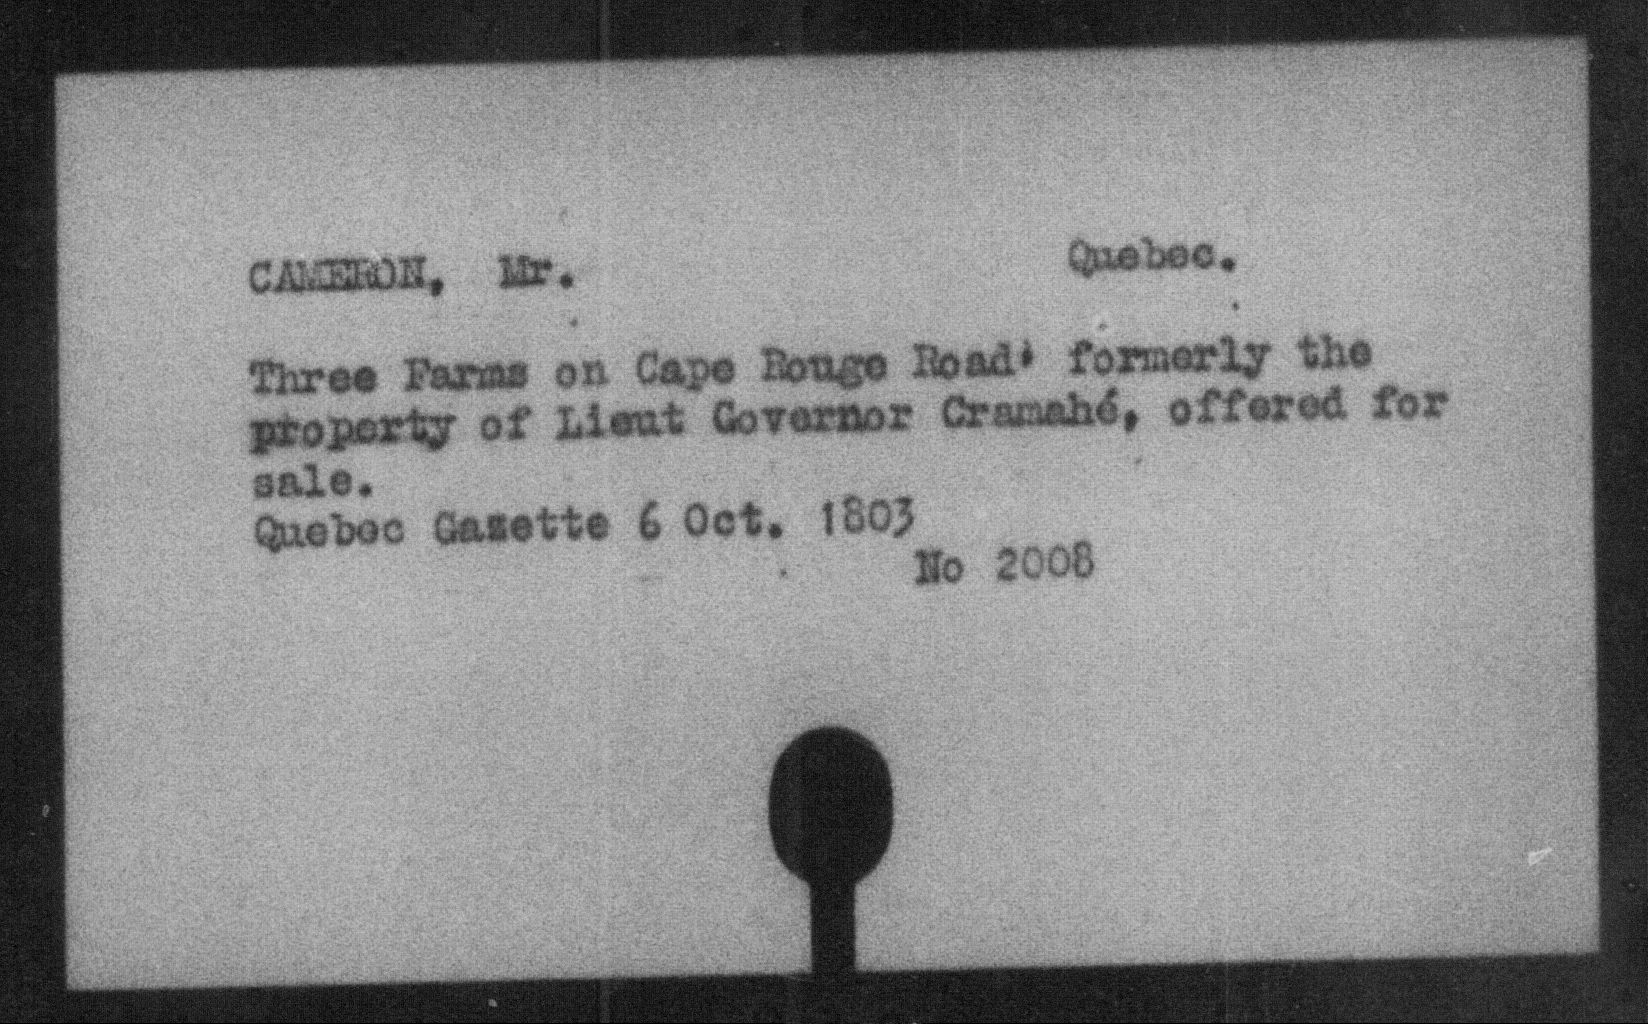 CAMERON, Mr. Quebec.
Three Farms on Cape Rouge Road' formerly the
property of Lieut Governor Cramahé, offered for
sale.
Quebec Gazette 6 Oct. 1803
No 2008